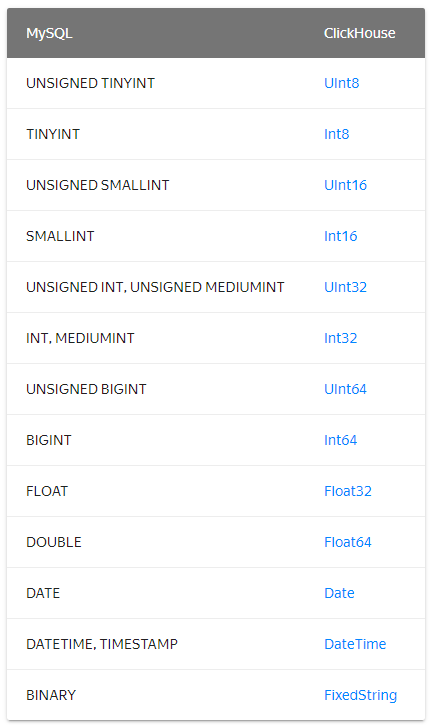 MySQL ClickHouse
UNSIGNED TINYINT UInt8
TINYINT Int8
UNSIGNED SMALLINT UInt16
SMALLINT Int16
UNSIGNED INT, UNSIGNED MEDIUMINT UInt32
INT, MEDIUMINT Int32
UNSIGNED BIGINT UInt64
BIGINT Int64
FLOAT Float32
DOUBLE Float64
DATE Date
DATETIME, TIMESTAMP DateTime
BINARY FixedString